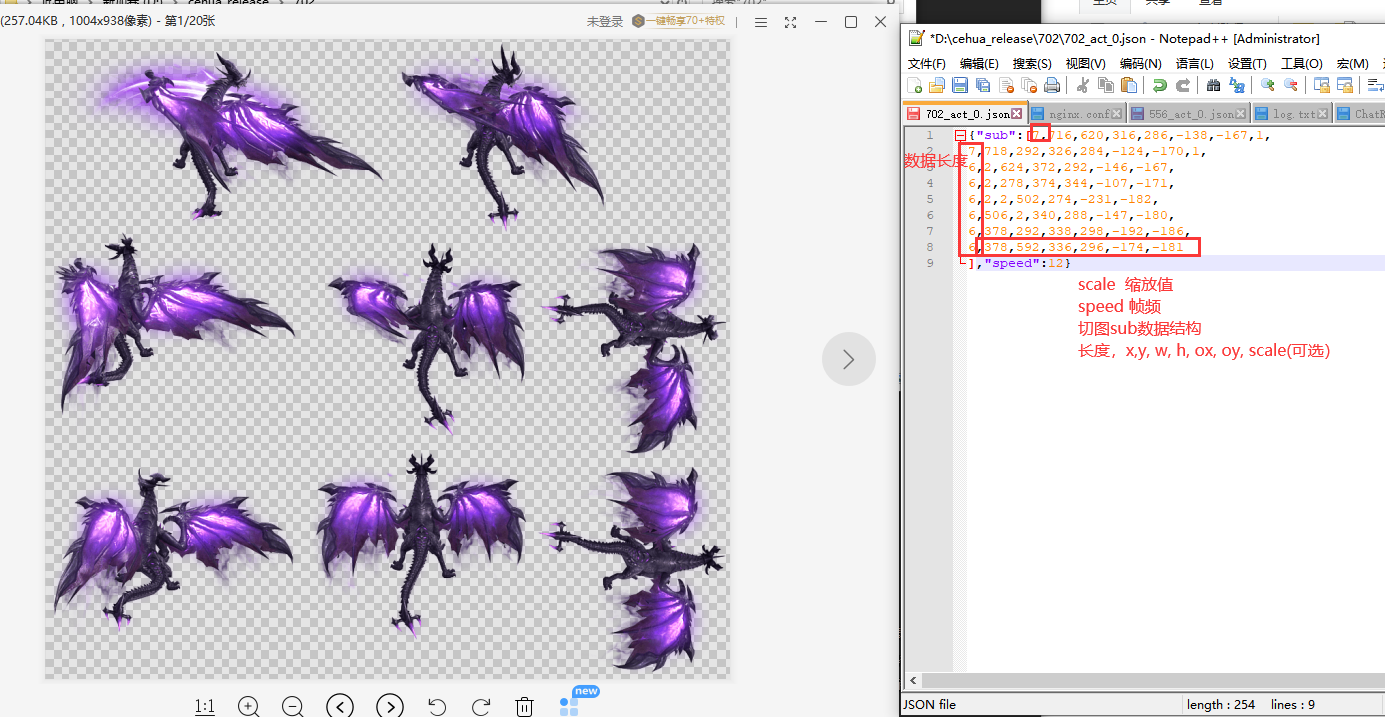 (257.04KB , 1004x938像素) - 第1/20张
未登录
一键畅享70+特权
1:1
new
*D:\cehua_release\702\702_act_0.json - Notepad++ [Administrator]
文件(F) 编辑(E) 搜索(S) 视图(V) 编码(N) 语言(L) 设置(T) 工具(O) 宏(M)
702_act_0.json nginx.conf 556_act_0.json log.txt ChatR
1 {"sub":[7,716,620,316,286,-138,-167,1,
2 7,718,292,326,284,-124,-170,1,
数据长度
3 6,2,624,372,292,-146,-167,
4 6,2,278,374,344,-107,-171,
5 6,2,2,502,274,-231,-182,
6 6,506,2,340,288,-147,-180,
7 6,378,292,338,298,-192,-186,
8 6,378,592,336,296,-174,-181
9 ],"speed":12}
scale 缩放值
speed 帧频
切图sub数据结构
长度，x,y, w, h, ox, oy, scale(可选)
JSON file
length : 254 lines : 9